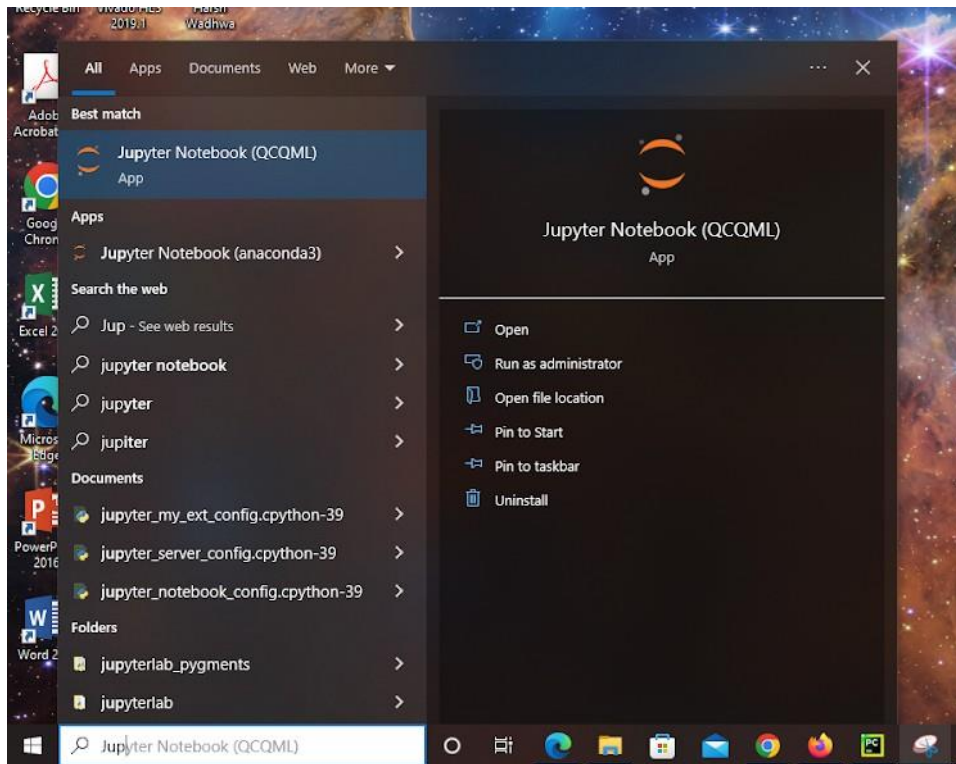 Recycle Bin Vivado HLS Harsh
2019.1 Wadhwa
All Apps Documents Web More
Best match
Jupyter Notebook (QCQML)
App
Apps
Jupyter Notebook (anaconda3)
Search the web
Jup - See web results
jupyter notebook
jupyter
jupiter
Documents
jupyter_my_ext_config.cpython-39
jupyter_server_config.cpython-39
jupyter_notebook_config.cpython-39
Folders
jupyterlab_pygments
jupyterlab
Jupyter Notebook (QCQML)
Jupyter Notebook (QCQML)
App
Open
Run as administrator
Open file location
Pin to Start
Pin to taskbar
Uninstall
Adob
Acrobat
Goog
Chron
Excel 2
Micros
Edge
PowerP
2016
Word 2
PC